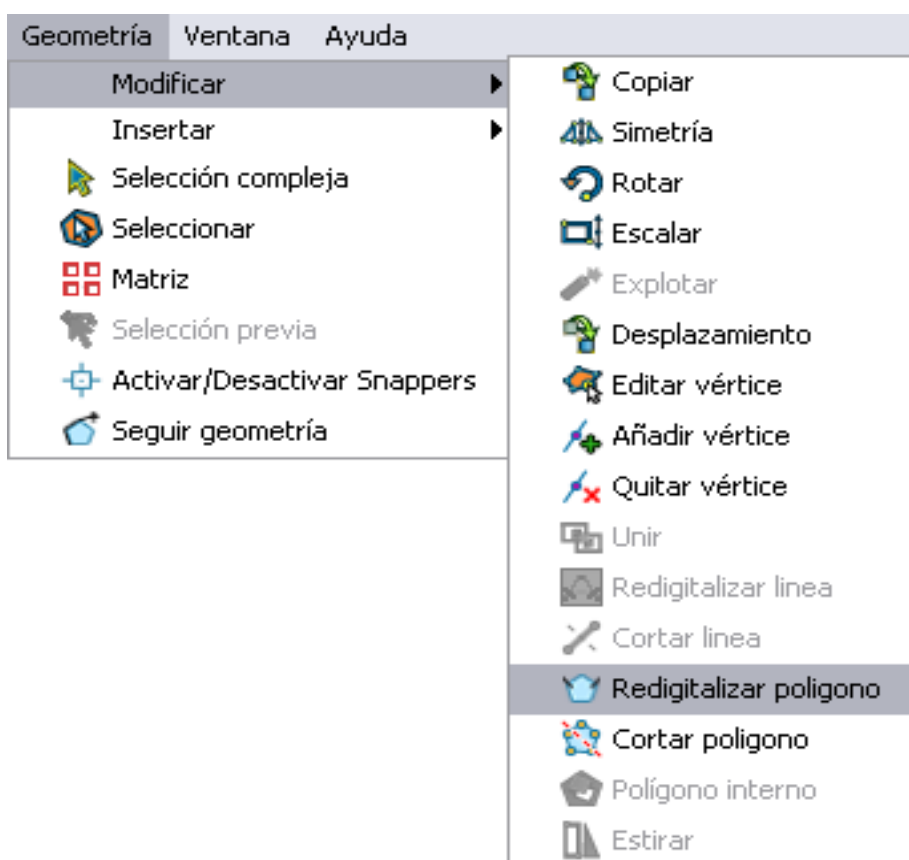 Geometría Ventana Ayuda
Modificar
Insertar
Selección compleja
Seleccionar
Matriz
Selección previa
Activar/Desactivar Snappers
Seguir geometría
Copiar
Simetría
Rotar
Escalar
Explotar
Desplazamiento
Editar vértice
Añadir vértice
Quitar vértice
Unir
Redigitalizar linea
Cortar linea
Redigitalizar poligono
Cortar poligono
Polígono interno
Estirar